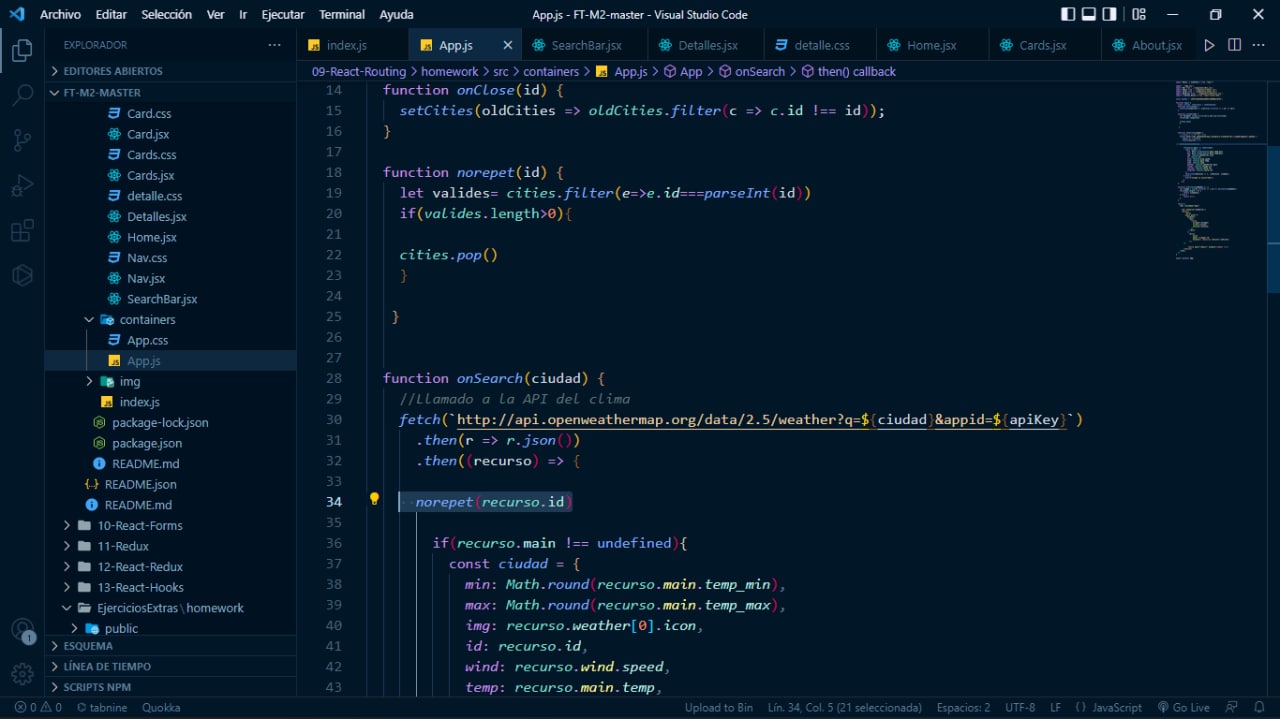 Archivo Editar Selección Ver Ir Ejecutar Terminal Ayuda App.js - FT-M2-master - Visual Studio Code
EXPLORADOR
index.js App.js SearchBar.jsx Detalles.jsx detalle.css Home.jsx Cards.jsx About.jsx
EDITORES ABIERTOS
09-React-Routing > homework > src > containers > App.js > App > onSearch > then() callback
FT-M2-MASTER
Card.css
Card.jsx
Cards.css
Cards.jsx
detalle.css
Detalles.jsx
Home.jsx
Nav.css
Nav.jsx
SearchBar.jsx
containers
App.css
App.js
img
index.js
package-lock.json
package.json
README.md
README.json
README.md
10-React-Forms
11-Redux
12-React-Redux
13-React-Hooks
EjerciciosExtras\homework
public
ESQUEMA
LÍNEA DE TIEMPO
SCRIPTS NPM
14 function onClose(id) {
15 setCities(oldCities => oldCities.filter(c => c.id !== id));
16 }
17
18 function norepet(id) {
19 let valides= cities.filter(e=>e.id===parseInt(id))
20 if(valides.length>0){
21
22 cities.pop()
23 }
24
25 }
26
27
28 function onSearch(ciudad) {
29 //Llamado a la API del clima
30 fetch(`http://api.openweathermap.org/data/2.5/weather?q=${ciudad}&appid=${apiKey}`)
31 .then(r => r.json())
32 .then((recurso) => {
33
34 norepet(recurso.id)
35
36 if(recurso.main !== undefined){
37 const ciudad = {
38 min: Math.round(recurso.main.temp_min),
39 max: Math.round(recurso.main.temp_max),
40 img: recurso.weather[0].icon,
41 id: recurso.id,
42 wind: recurso.wind.speed,
43 temp: recurso.main.temp,
1
0 0 tabnine Quokka Upload to Bin Lín. 34, Col. 5 (21 seleccionada) Espacios: 2 UTF-8 LF {} JavaScript Go Live